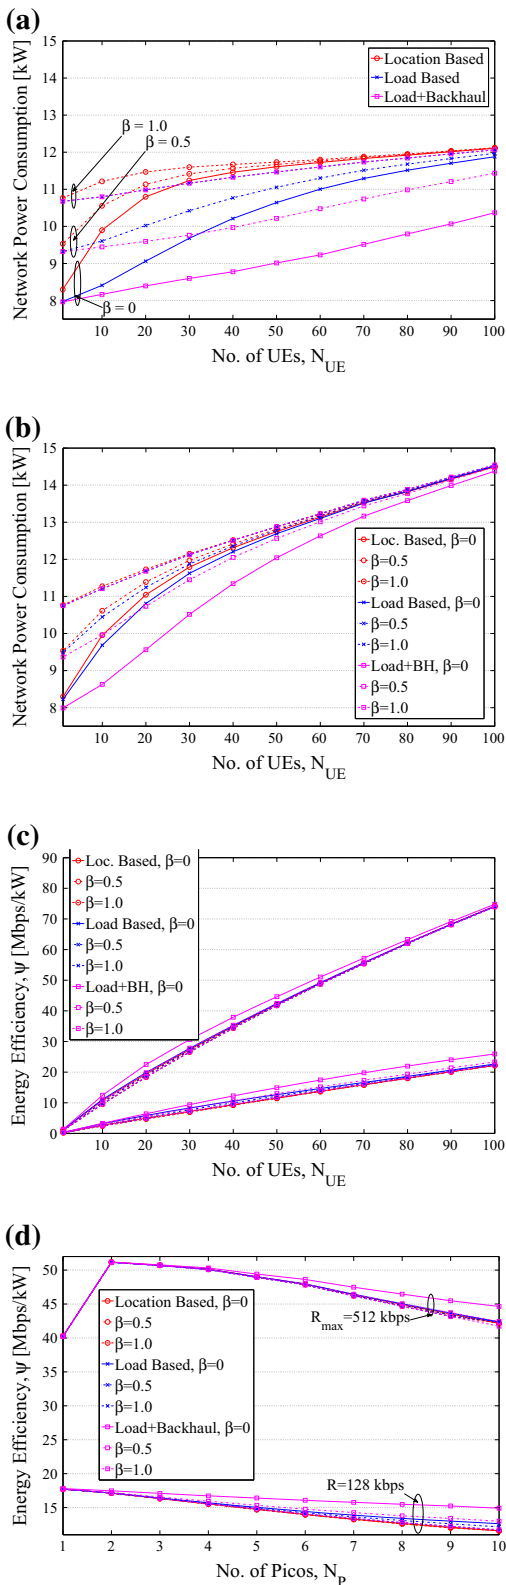 (a)
15
14
13
12
11
10
9
8
Network Power Consumption [kW]
Location Based
Load Based
Load+Backhaul
β = 1.0
β = 0.5
β = 0
10 20 30 40 50 60 70 80 90 100
No. of UEs, N_UE
(b)
15
14
13
12
11
10
9
8
Network Power Consumption [kW]
Loc. Based, β=0
β=0.5
β=1.0
Load Based, β=0
β=0.5
β=1.0
Load+BH, β=0
β=0.5
β=1.0
10 20 30 40 50 60 70 80 90 100
No. of UEs, N_UE
(c)
90
80
70
60
50
40
30
20
10
0
Energy Efficiency, ψ [Mbps/kW]
Loc. Based, β=0
β=0.5
β=1.0
Load Based, β=0
β=0.5
β=1.0
Load+BH, β=0
β=0.5
β=1.0
10 20 30 40 50 60 70 80 90 100
No. of UEs, N_UE
(d)
50
45
40
35
30
25
20
15
Energy Efficiency, ψ [Mbps/kW]
Location Based, β=0
β=0.5
β=1.0
Load Based, β=0
β=0.5
β=1.0
Load+Backhaul, β=0
β=0.5
β=1.0
R_max=512 kbps
R=128 kbps
1 2 3 4 5 6 7 8 9 10
No. of Picos, N_P